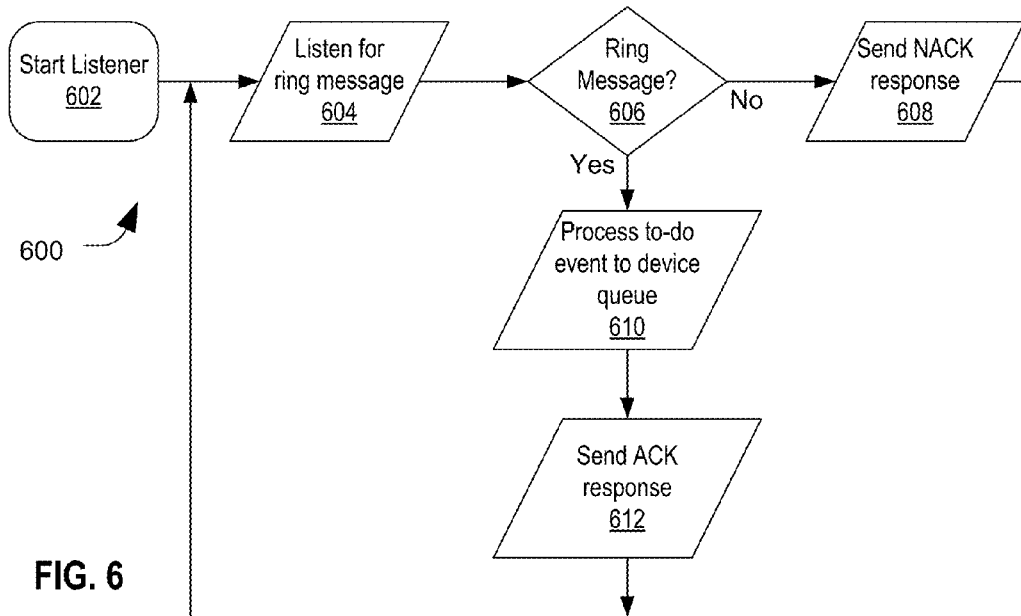 Start Listener
602
Listen for
ring message
604
Ring
Message?
606
No
Send NACK
response
608
Yes
600
Process to-do
event to device
queue
610
Send ACK
response
612
FIG. 6